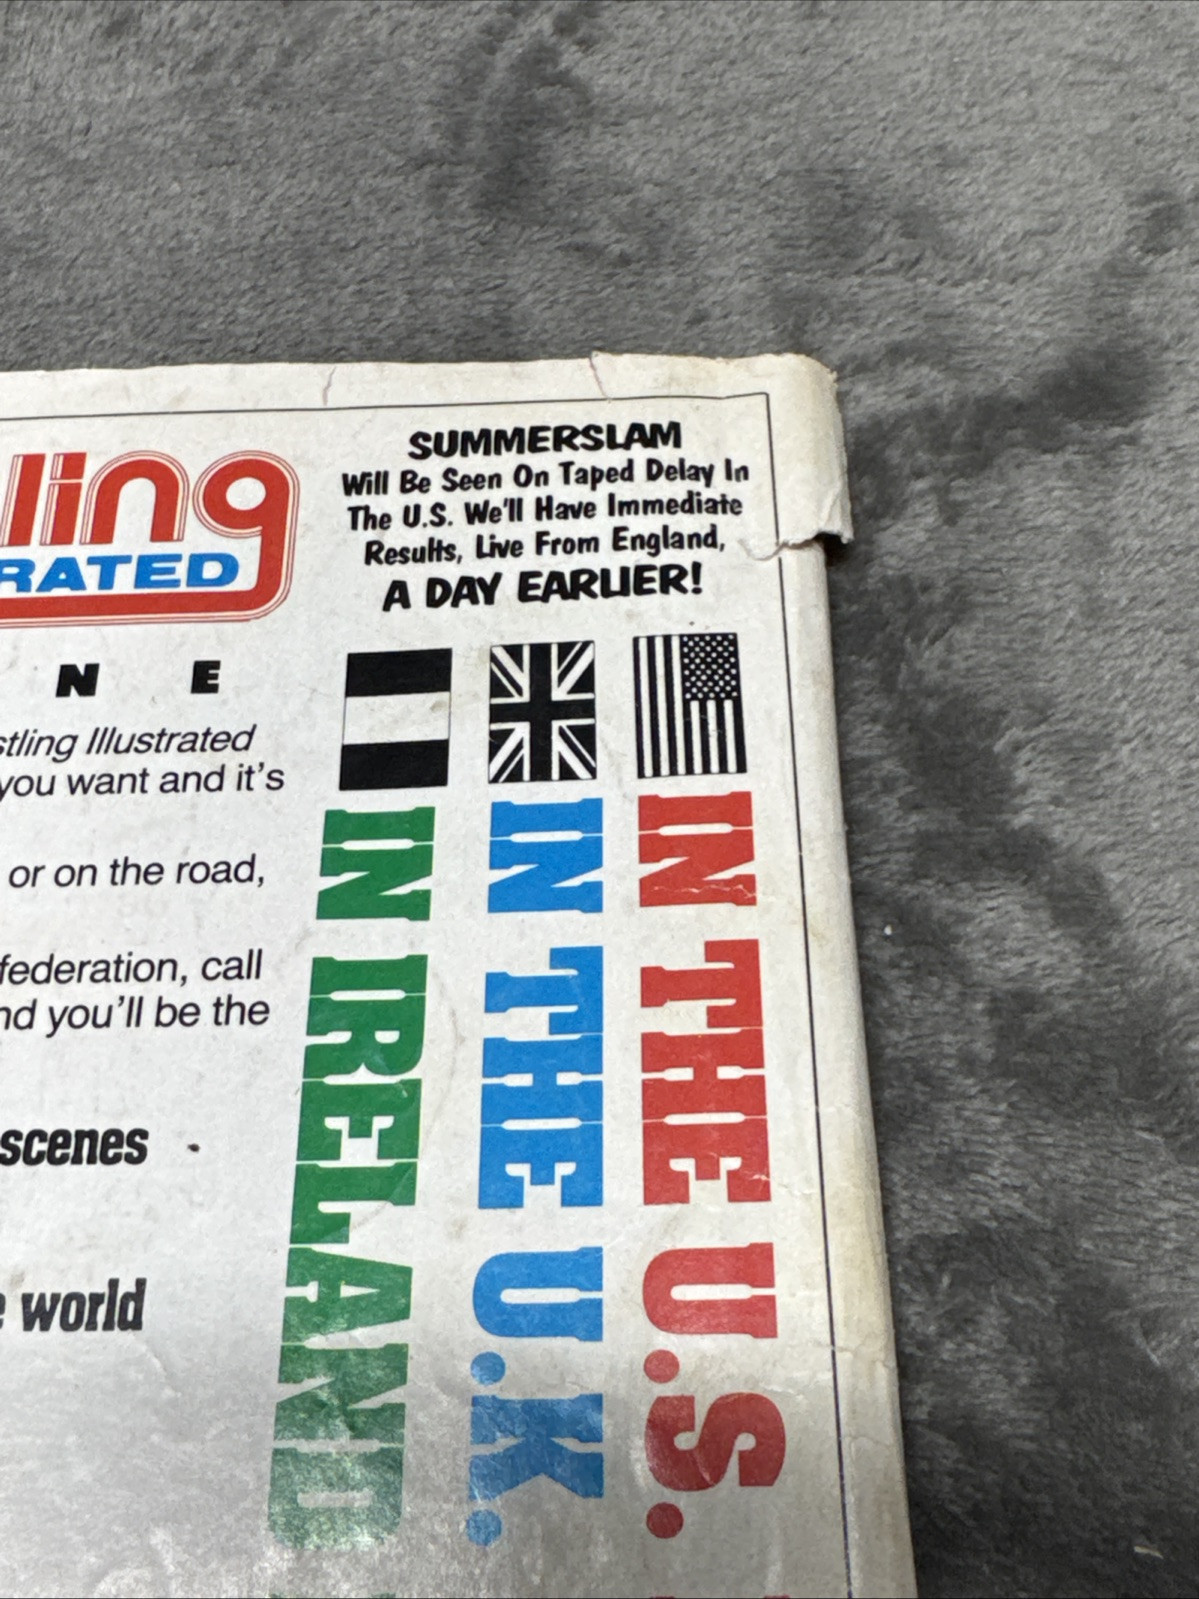 ling
RATED
N E
stling Illustrated
you want and it's
or on the road,
federation, call
nd you'll be the
scenes
world
SUMMERSLAM
Will Be Seen On Taped Delay In
The U.S. We'll Have Immediate
Results, Live From England,
A DAY EARLIER!
IN IRELAND
IN THE U.K.
IN THE U.S.